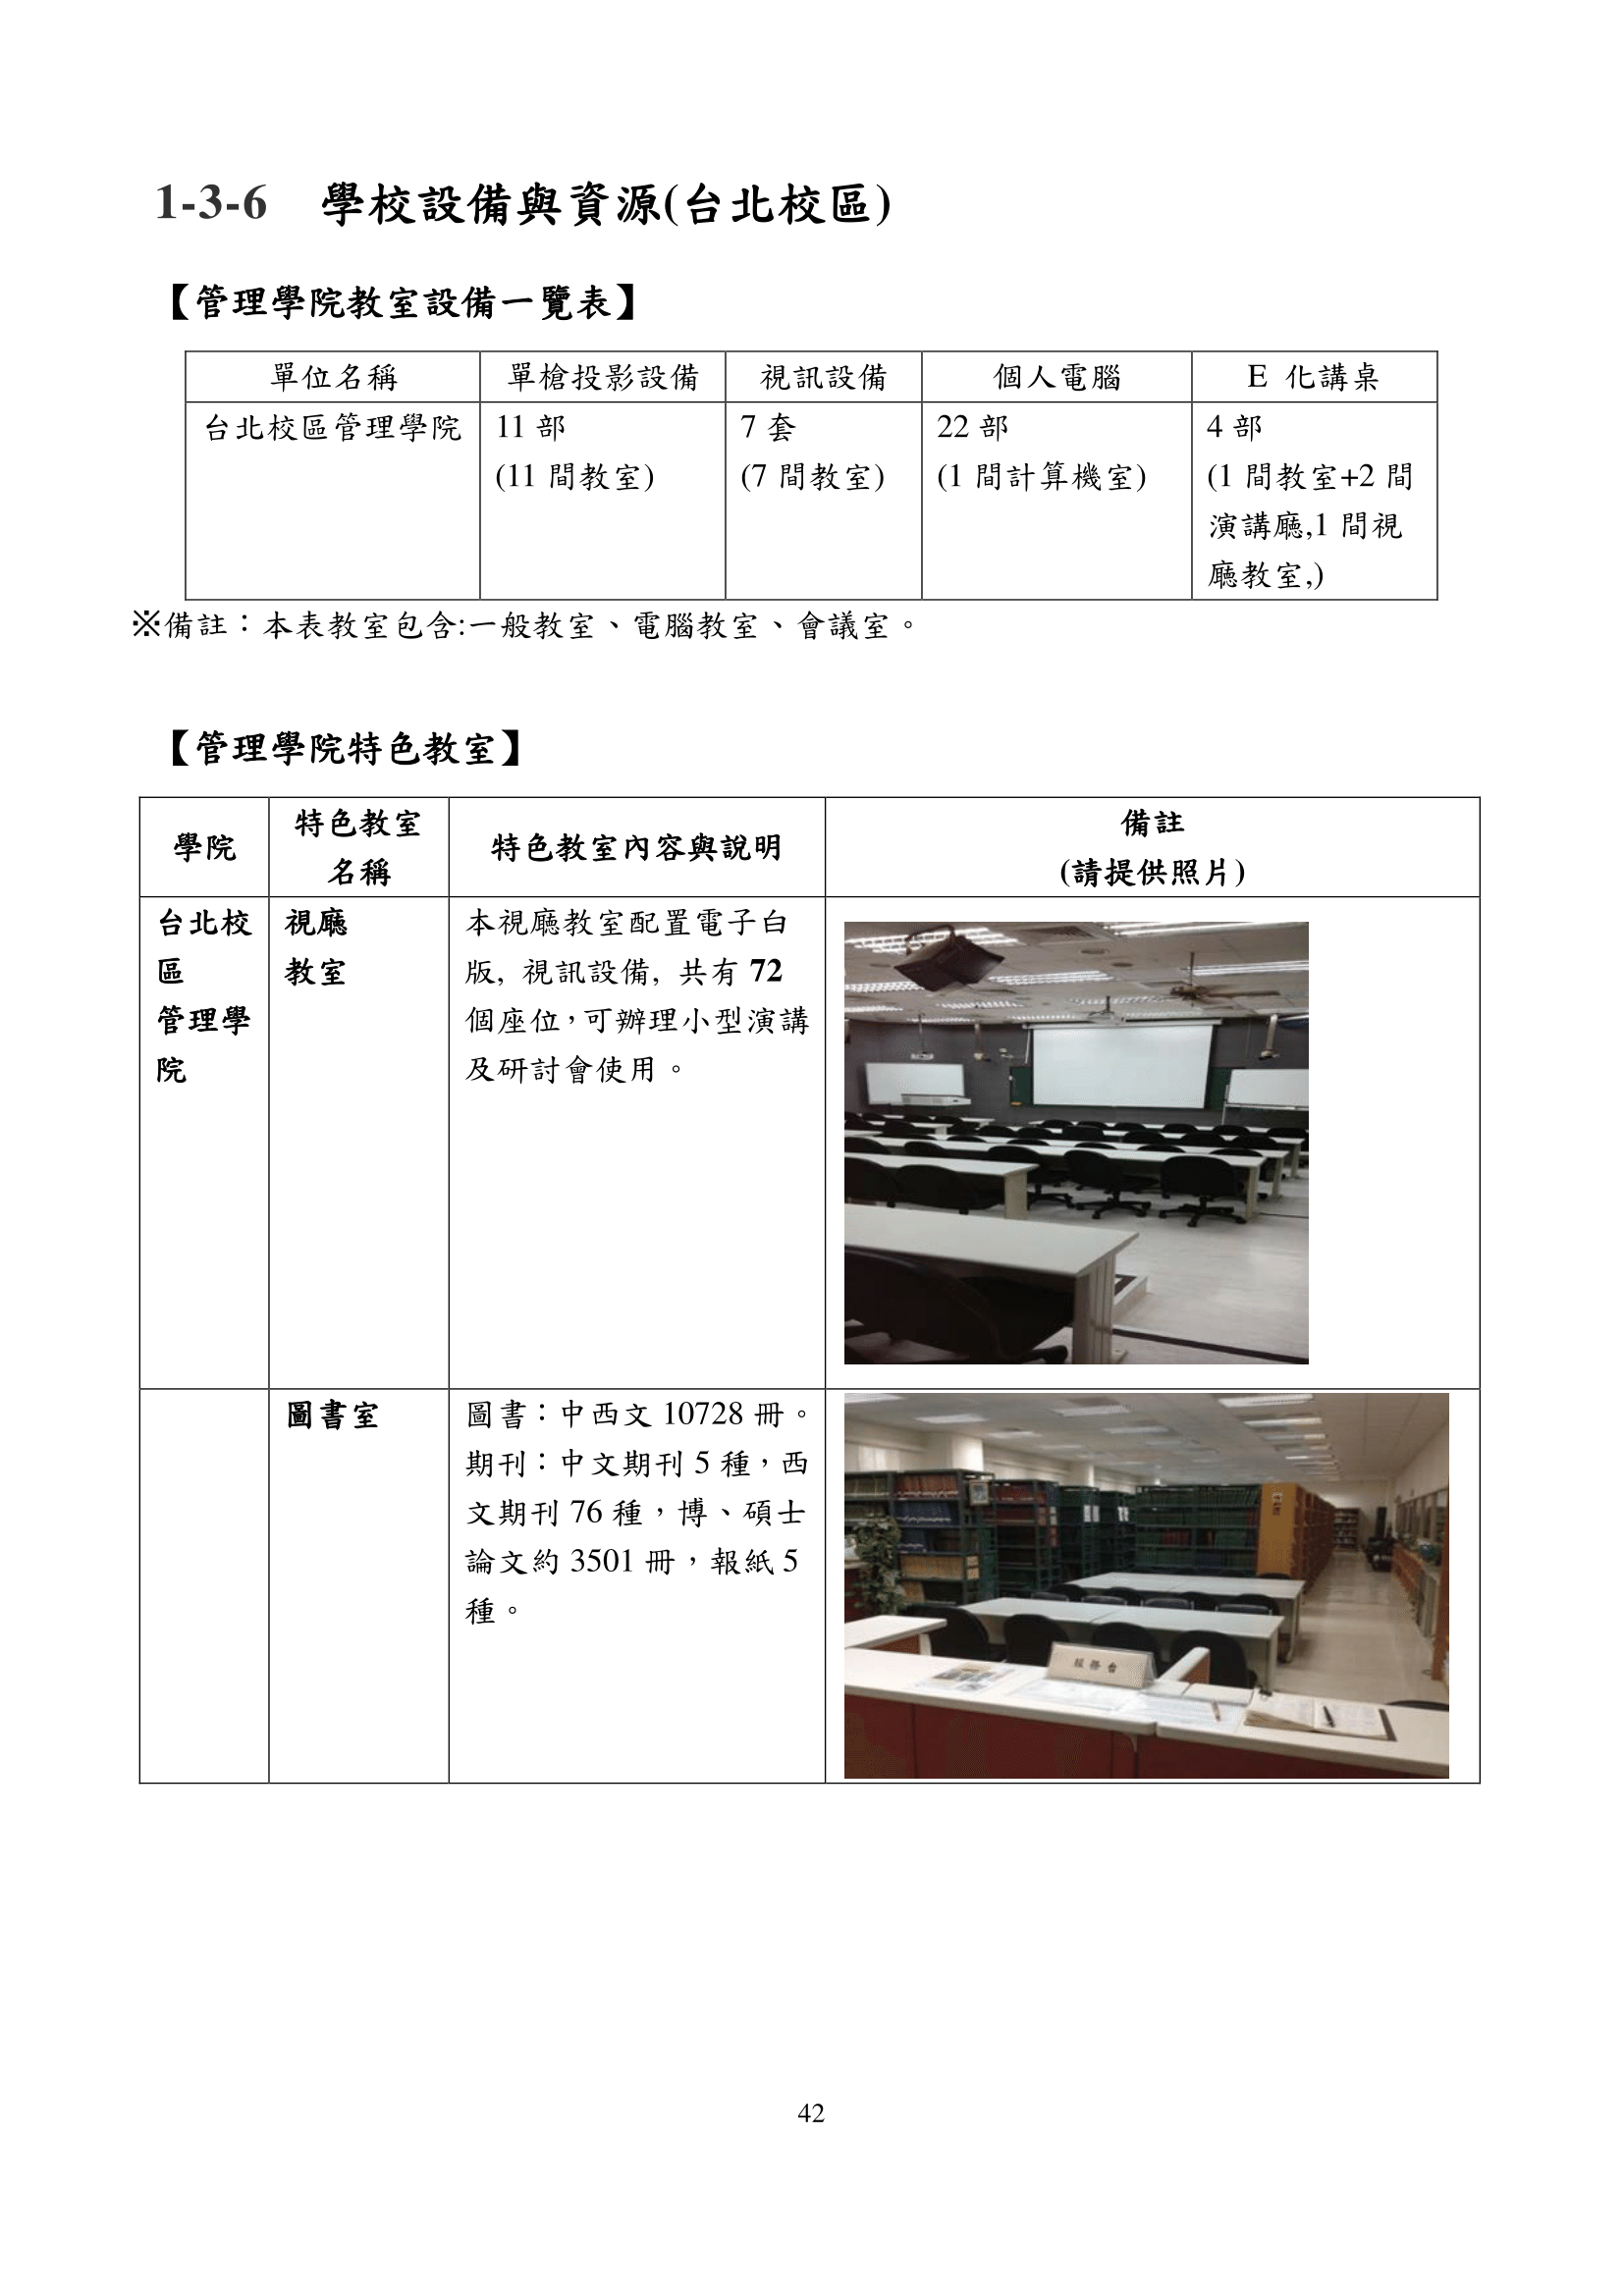 1-3-6 學校設備與資源(台北校區)
【管理學院教室設備一覽表】
單位名稱 單槍投影設備 視訊設備 個人電腦 E 化講桌
台北校區管理學院 11 部 7 套 22 部 4 部
(11 間教室) (7 間教室) (1 間計算機室) (1 間教室+2 間
演講廳,1 間視
廳教室,)
※備註：本表教室包含:一般教室、電腦教室、會議室。
【管理學院特色教室】
學院 特色教室
名稱 特色教室內容與說明 備註
(請提供照片)
台北校
區
管理學
院
視廳
教室
本視廳教室配置電子白
版, 視訊設備, 共有 72
個座位，可辦理小型演講
及研討會使用。
圖書室
圖書：中西文 10728 冊。
期刊：中文期刊 5 種，西
文期刊 76 種，博、碩士
論文約 3501 冊，報紙 5
種。
服務台
42